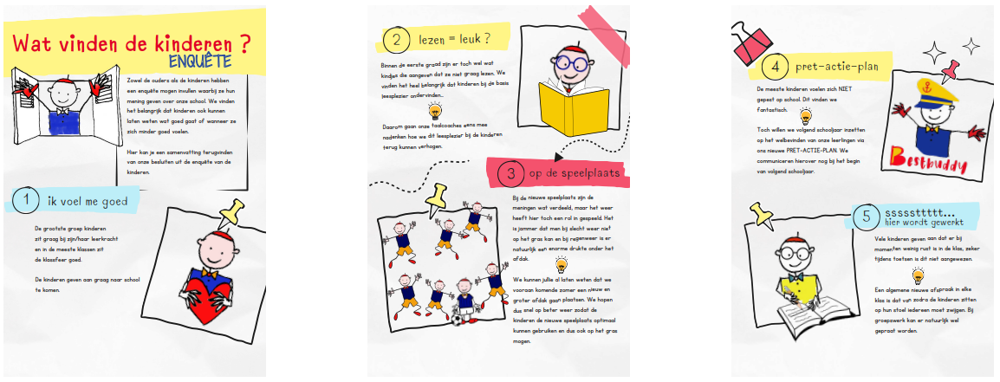 Wat vinden de kinderen ?
ENQUÊTE
Zowel de ouders als de kinderen hebben
een enquête mogen invullen waarbij ze hun
mening geven over onze school. We vinden
het belangrijk dat kinderen ook kunnen
laten weten wat goed gaat of wanneer ze
zich minder goed voelen.
Hier kan je een samenvatting terugvinden
van onze besluiten uit de enquête van de
kinderen.
1 ik voel me goed
De grootste groep kinderen
zit graag bij zijn/haar leerkracht
en in de meeste klassen zit
de klassfeer goed.
De kinderen geven aan graag naar school
te komen.
2 lezen = leuk ?
Binnen de eerste graad zijn er toch wel wat
kindjes die aangeven dat ze niet graag lezen. We
vinden het heel belangrijk dat kinderen bij de basis
leesplezier ondervinden..
Daarom gaan onze taalcoaches eens mee
nadenken hoe we dit leesplezier bij de kinderen
terug kunnen verhogen.
3 op de speelplaats
Bij de nieuwe speelplaats zijn de
meningen wat verdeeld, maar het weer
heeft hier toch een rol in gespeeld. Het
is jammer dat men bij slecht weer niet
op het gras kan en bij regenweer is er
natuurlijk een enorme drukte onder het
afdak.
We kunnen jullie al laten weten dat we
vooraan komende zomer een nieuw en
groter afdak gaan plaatsen. We hopen
dus snel op beter weer zodat de
kinderen de nieuwe speelplaats optimaal
kunnen gebruiken en dus ook op het gras
mogen.
4 pret-actie-plan
De meeste kinderen voelen zich NIET
gepest op school. Dit vinden we
fantastisch.
Toch willen we volgend schooljaar inzetten
op het welbevinden van onze leerlingen via
ons nieuwe PRET-ACTIE-PLAN. We
communiceren hierover nog bij het begin
van volgend schooljaar.
Bestbuddy
5 ssssstttt...
hier wordt gewerkt
Vele kinderen geven aan dat er bij
momenten weinig rust is in de klas, zeker
tijdens toetsen is dit niet aangewezen.
Een algemene nieuwe afspraak in elke
klas is dat van zodra de kinderen zitten
op hun stoel iedereen moet zwijgen. Bij
groepswerk kan er natuurlijk wel
gepraat worden.